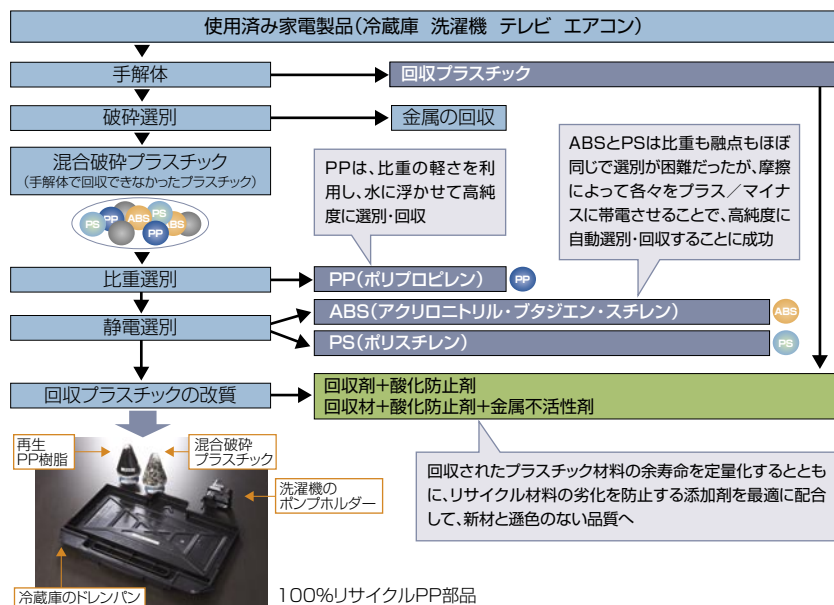 使用済み家電製品（冷蔵庫 洗濯機 テレビ エアコン）
手解体
回収プラスチック
破砕選別
金属の回収
混合破砕プラスチック
（手解体で回収できなかったプラスチック）
PS
PP
ABS
PS
ABS
PP
PPは、比重の軽さを利
用し、水に浮かせて高純
度に選別・回収
ABSとPSは比重も融点もほぼ
同じで選別が困難だったが、摩擦
によって各々をプラス／マイナ
スに帯電させることで、高純度に
自動選別・回収することに成功
比重選別
PP（ポリプロピレン）
PP
静電選別
ABS（アクリロニトリル・ブタジエン・スチレン）
ABS
PS（ポリスチレン）
PS
回収プラスチックの改質
回収剤＋酸化防止剤
回収材＋酸化防止剤＋金属不活性剤
回収されたプラスチック材料の余寿命を定量化するととも
に、リサイクル材料の劣化を防止する添加剤を最適に配合
して、新材と遜色のない品質へ
再生
PP樹脂
混合破砕
プラスチック
洗濯機の
ポンプホルダー
冷蔵庫のドレンパン
100%リサイクルPP部品